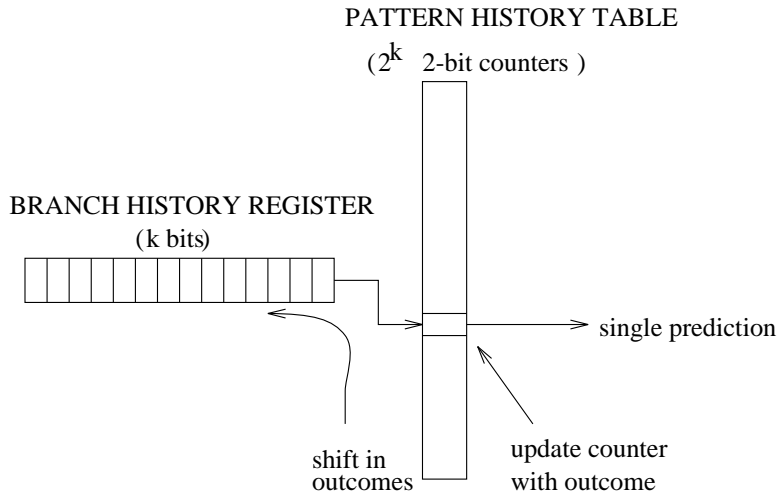 PATTERN HISTORY TABLE
(2^k 2-bit counters )
BRANCH HISTORY REGISTER
(k bits)
single prediction
shift in
outcomes
update counter
with outcome